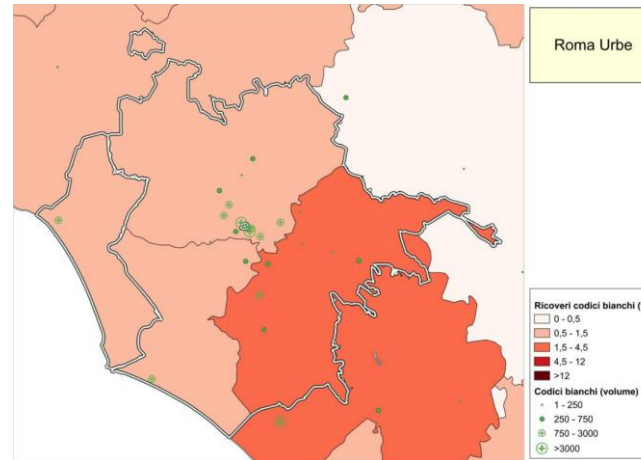 Roma Urbe
Ricoveri codici bianchi (
0 - 0,5
0,5 - 1,5
1,5 - 4,5
4,5 - 12
>12
Codici bianchi (volume)
1 - 250
250 - 750
750 - 3000
>3000